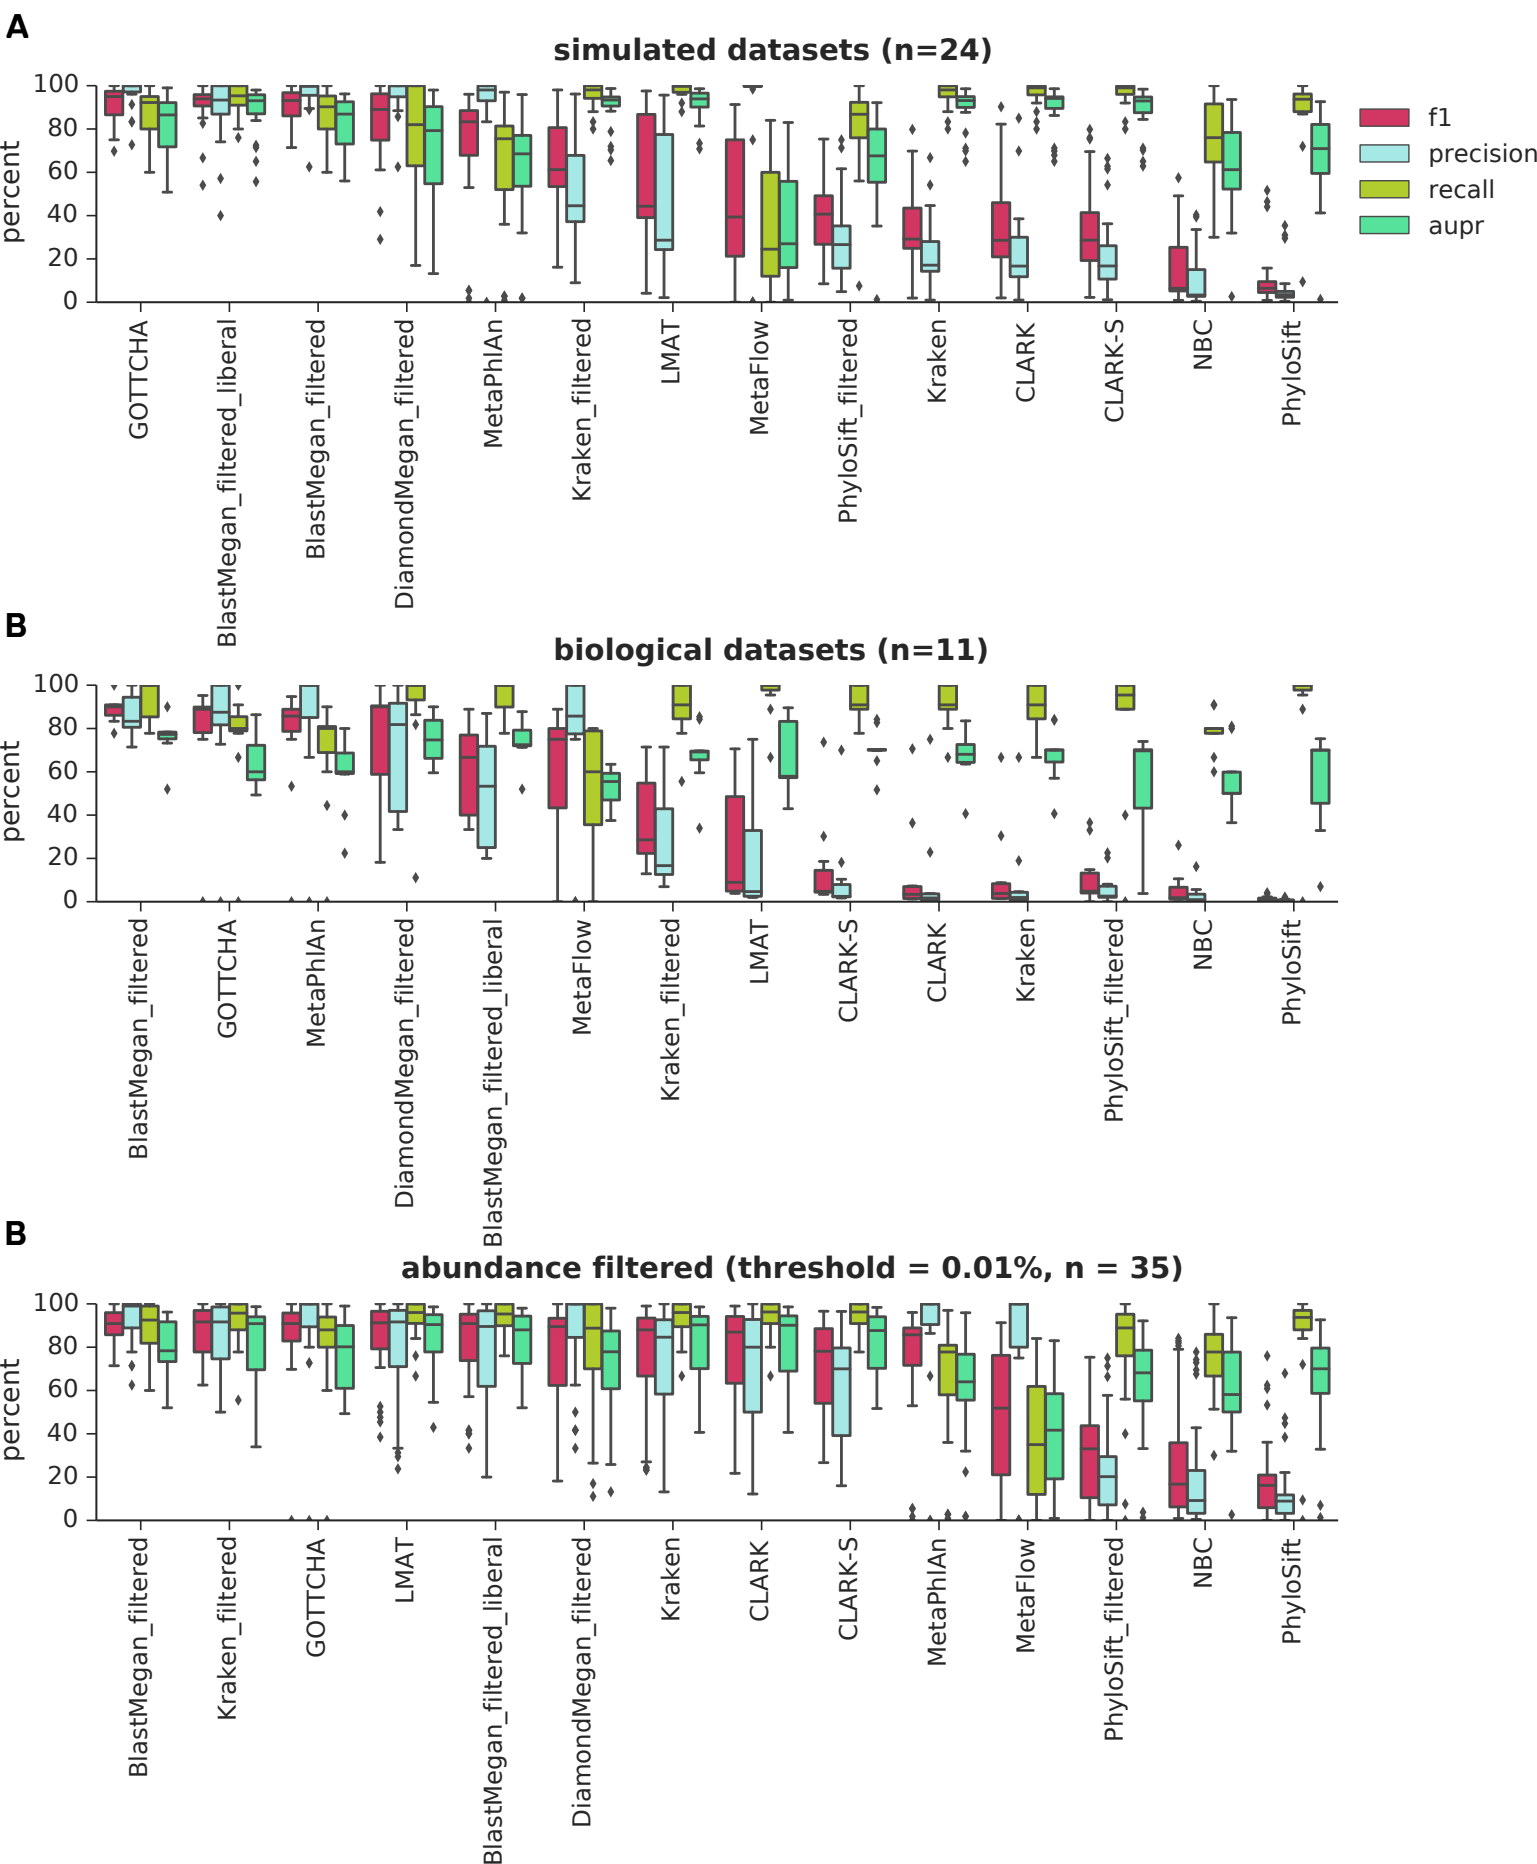 A
simulated datasets (n=24)
percent
100
80
60
40
20
0
f1
precision
recall
aupr
GOTTCHA
BlastMegan_filtered_liberal
BlastMegan_filtered
DiamondMegan_filtered
MetaPhlAn
Kraken_filtered
LMAT
MetaFlow
PhyloSift_filtered
Kraken
CLARK
CLARK-S
NBC
PhyloSift
B
biological datasets (n=11)
percent
100
80
60
40
20
0
BlastMegan_filtered
GOTTCHA
MetaPhlAn
DiamondMegan_filtered
BlastMegan_filtered_liberal
MetaFlow
Kraken_filtered
LMAT
CLARK-S
CLARK
Kraken
PhyloSift_filtered
NBC
PhyloSift
B
abundance filtered (threshold = 0.01%, n = 35)
percent
100
80
60
40
20
0
BlastMegan_filtered
Kraken_filtered
GOTTCHA
LMAT
BlastMegan_filtered_liberal
DiamondMegan_filtered
Kraken
CLARK
CLARK-S
MetaPhlAn
MetaFlow
PhyloSift_filtered
NBC
PhyloSift